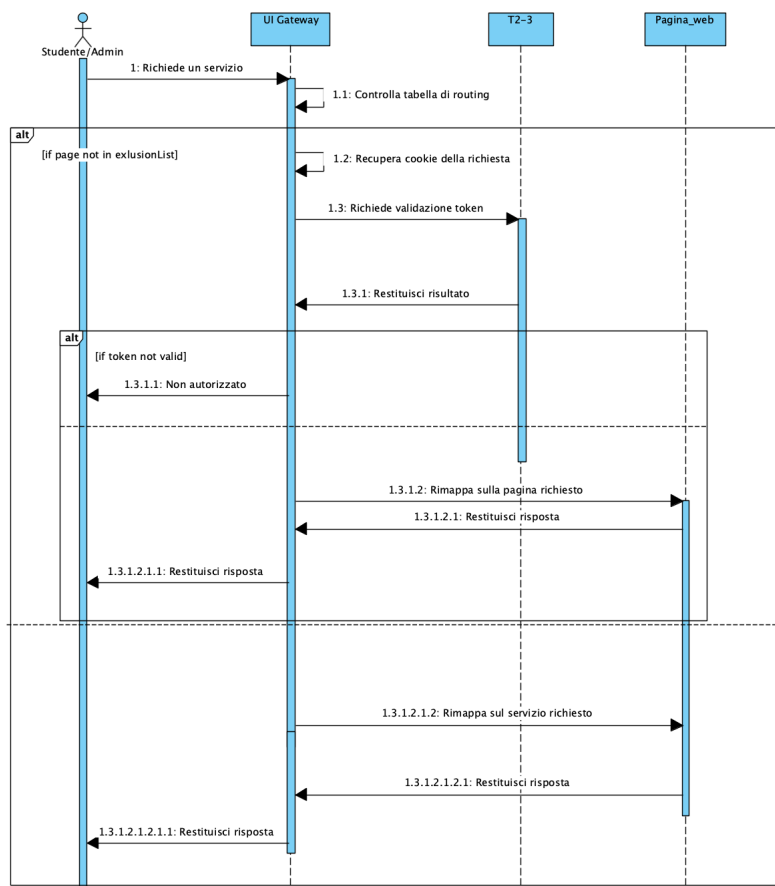 UI Gateway
T2-3
Pagina_web
Studente/Admin
1: Richiede un servizio
1.1: Controlla tabella di routing
alt
[if page not in exlusionList]
1.2: Recupera cookie della richiesta
1.3: Richiede validazione token
1.3.1: Restituisci risultato
alt
[if token not valid]
1.3.1.1: Non autorizzato
1.3.1.2: Rimappa sulla pagina richiesto
1.3.1.2.1: Restituisci risposta
1.3.1.2.1.1: Restituisci risposta
1.3.1.2.1.2: Rimappa sul servizio richiesto
1.3.1.2.1.2.1: Restituisci risposta
1.3.1.2.1.2.1.1: Restituisci risposta